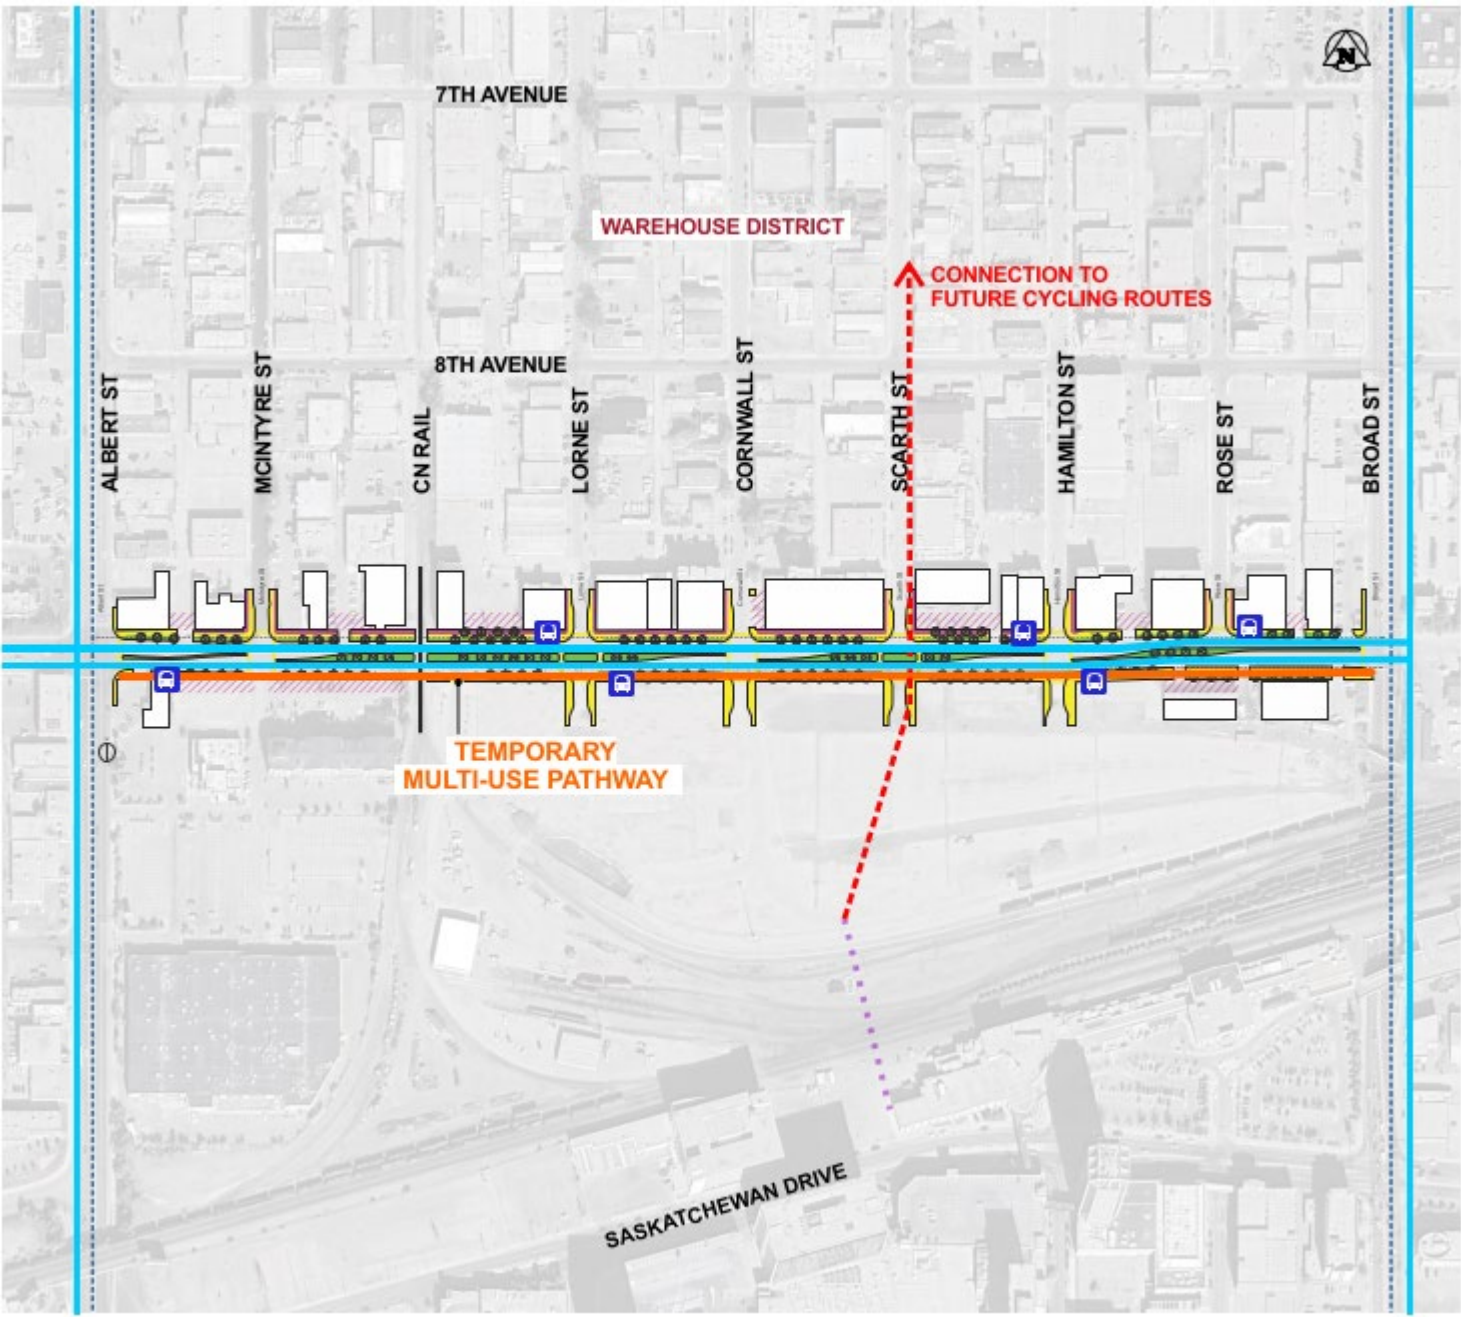 N
7TH AVENUE
WAREHOUSE DISTRICT
CONNECTION TO
FUTURE CYCLING ROUTES
8TH AVENUE
ALBERT ST
MCINTYRE ST
CN RAIL
LORNE ST
CORNWALL ST
SCARTH ST
HAMILTON ST
ROSE ST
BROAD ST
TEMPORARY
MULTI-USE PATHWAY
SASKATCHEWAN DRIVE